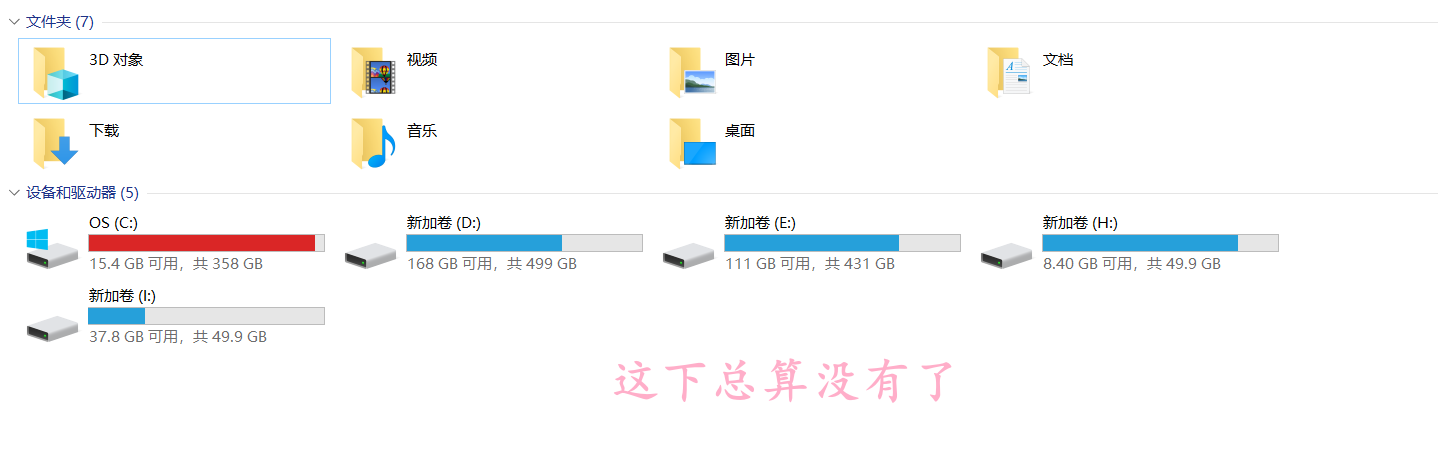 文件夹 (7)
3D 对象
视频
图片
文档
下载
音乐
桌面
设备和驱动器 (5)
OS (C:)
15.4 GB 可用，共 358 GB
新加卷 (D:)
168 GB 可用，共 499 GB
新加卷 (E:)
111 GB 可用，共 431 GB
新加卷 (H:)
8.40 GB 可用，共 49.9 GB
新加卷 (I:)
37.8 GB 可用，共 49.9 GB
这下总算没有了